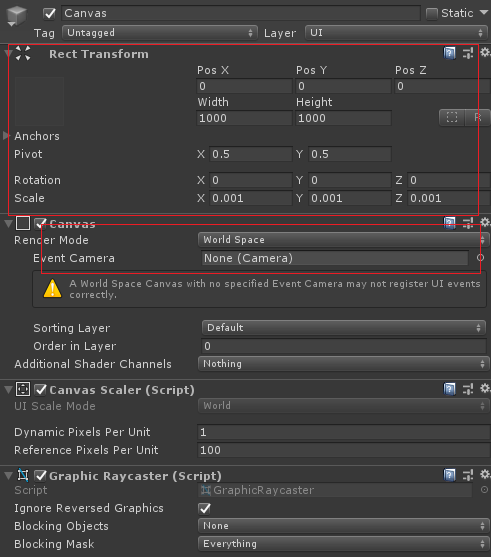 Canvas Static
Tag Untagged Layer UI
Rect Transform
Pos X Pos Y Pos Z
0 0 0
Width Height
1000 1000 R
Anchors
Pivot X 0.5 Y 0.5
Rotation X 0 Y 0 Z 0
Scale X 0.001 Y 0.001 Z 0.001
Canvas
Render Mode World Space
Event Camera None (Camera)
A World Space Canvas with no specified Event Camera may not register UI events
correctly.
Sorting Layer Default
Order in Layer 0
Additional Shader Channels Nothing
Canvas Scaler (Script)
UI Scale Mode World
Dynamic Pixels Per Unit 1
Reference Pixels Per Unit 100
Graphic Raycaster (Script)
Script GraphicRaycaster
Ignore Reversed Graphics
Blocking Objects None
Blocking Mask Everything